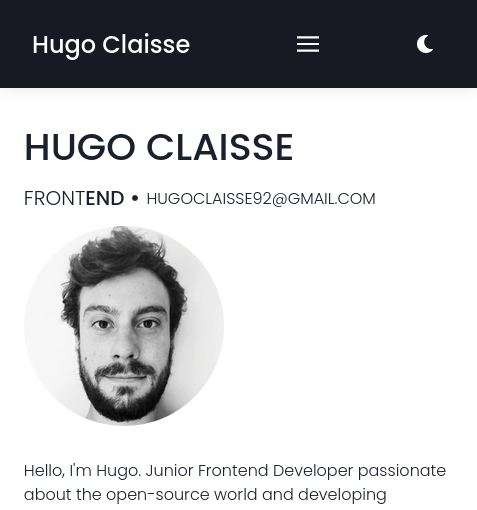 Hugo Claisse
HUGO CLAISSE
FRONTEND • HUGOCLAISSE92@GMAIL.COM
Hello, I'm Hugo. Junior Frontend Developer passionate
about the open-source world and developing